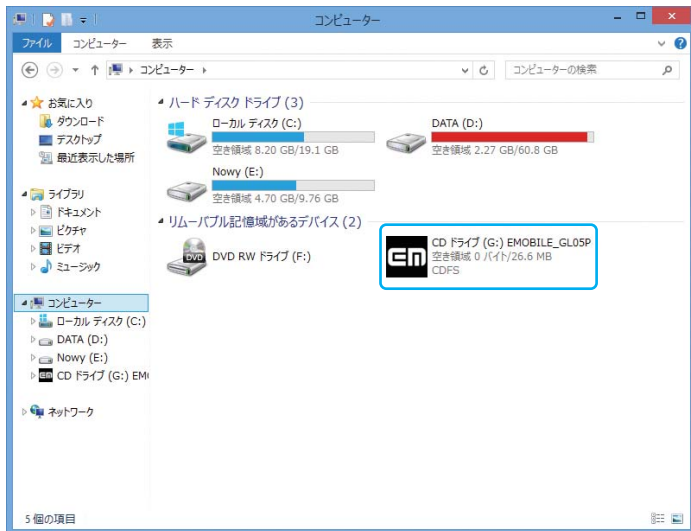 コンピューター
ファイル コンピューター 表示
コンピューター
コンピューターの検索
お気に入り
ダウンロード
デスクトップ
最近表示した場所
ライブラリ
ドキュメント
ピクチャ
ビデオ
ミュージック
コンピューター
ローカル ディスク (C:)
DATA (D:)
Nowy (E:)
CD ドライブ (G:) EM
ネットワーク
ハード ディスク ドライブ (3)
ローカル ディスク (C:)
空き領域 8.20 GB/19.1 GB
DATA (D:)
空き領域 2.27 GB/60.8 GB
Nowy (E:)
空き領域 4.70 GB/9.76 GB
リムーバブル記憶域があるデバイス (2)
DVD
DVD RW ドライブ (F:)
CD ドライブ (G:) EMOBILE_GL05P
空き領域 0 バイト/26.6 MB
CDFS
5 個の項目